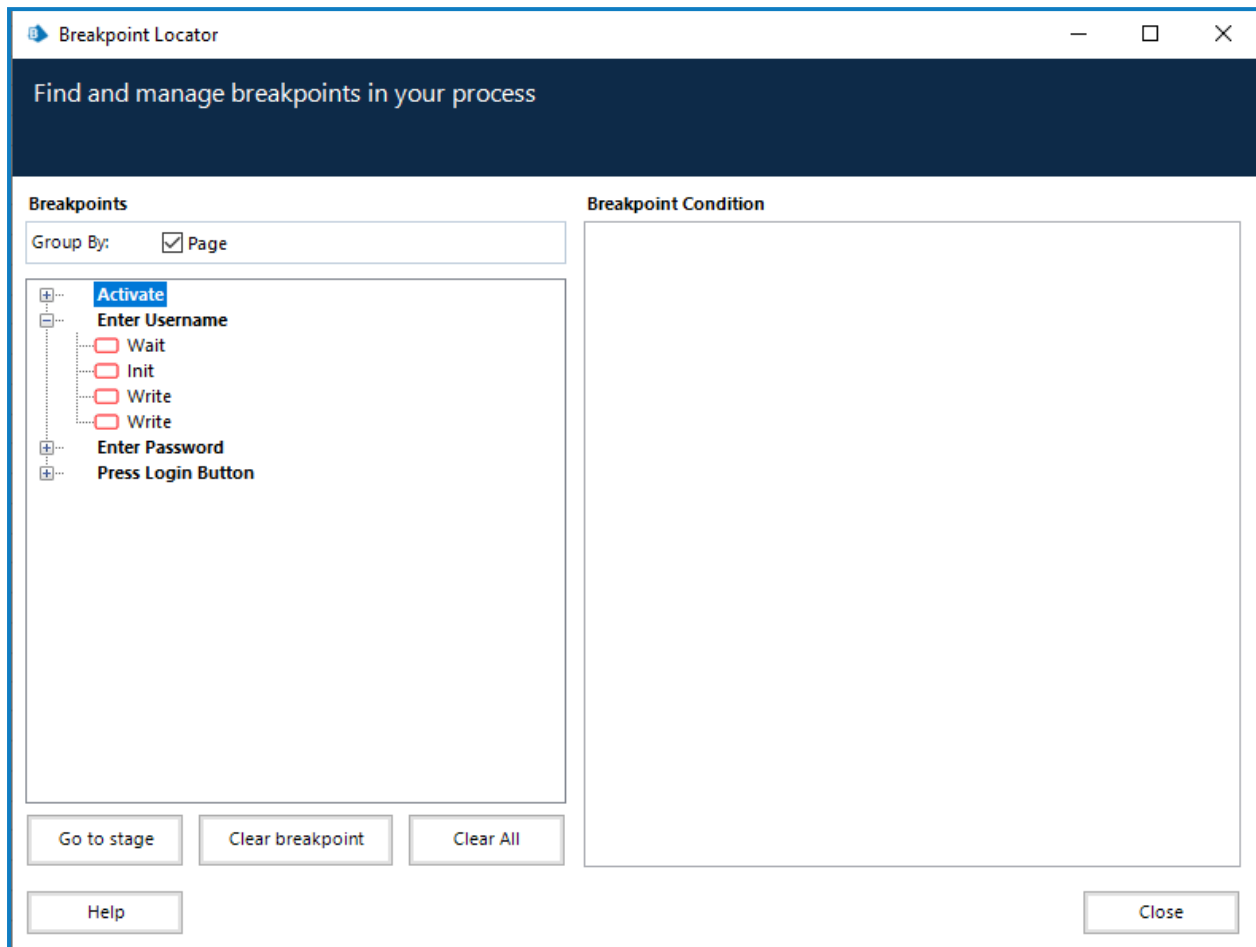 Breakpoint Locator
Find and manage breakpoints in your process
Breakpoints
Group By: Page
Activate
Enter Username
Wait
Init
Write
Write
Enter Password
Press Login Button
Go to stage Clear breakpoint Clear All
Help
Breakpoint Condition
Close